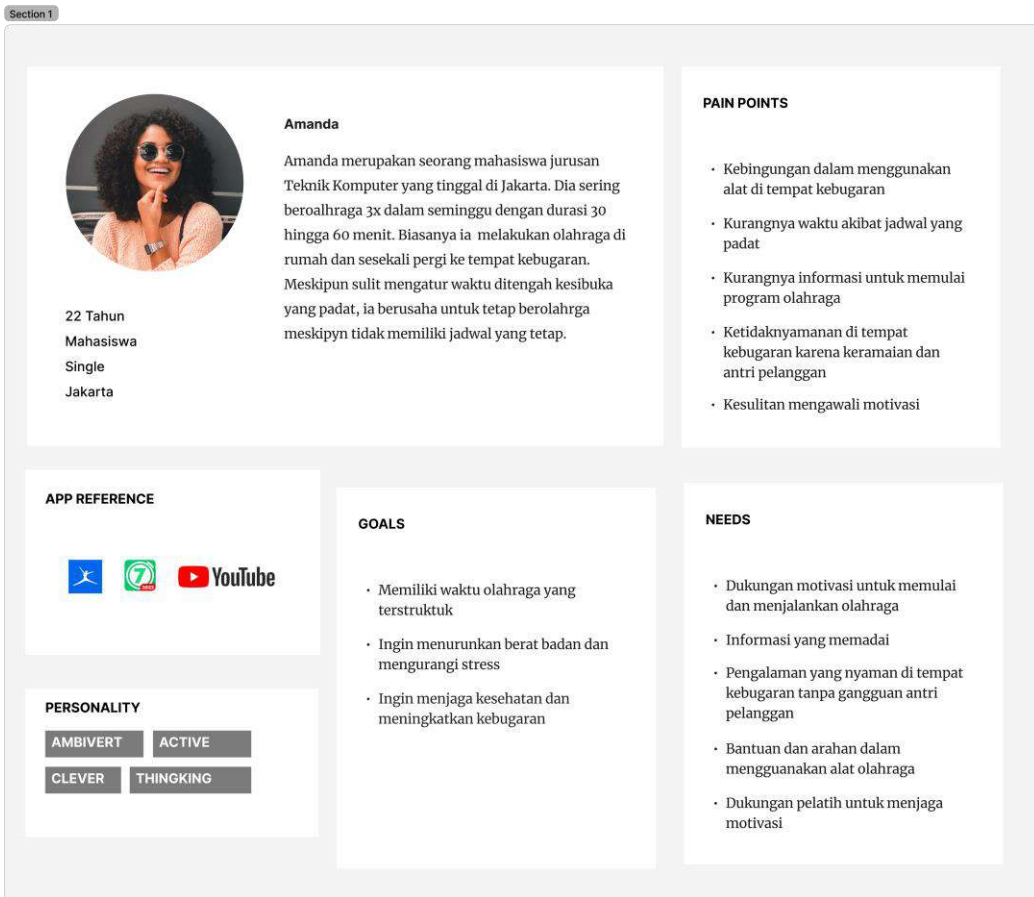 Section 1
Amanda
Amanda merupakan seorang mahasiswa jurusan
Teknik Komputer yang tinggal di Jakarta. Dia sering
beroalhraga 3x dalam seminggu dengan durasi 30
hingga 60 menit. Biasanya ia melakukan olahraga di
rumah dan sesekali pergi ke tempat kebugaran.
Meskipun sulit mengatur waktu ditengah kesibuka
yang padat, ia berusaha untuk tetap berolahrga
meskipyn tidak memiliki jadwal yang tetap.
22 Tahun
Mahasiswa
Single
Jakarta
PAIN POINTS
• Kebingungan dalam menggunakan
alat di tempat kebugaran
• Kurangnya waktu akibat jadwal yang
padat
• Kurangnya informasi untuk memulai
program olahraga
• Ketidaknyamanan di tempat
kebugaran karena keramaian dan
antri pelanggan
• Kesulitan mengawali motivasi
APP REFERENCE
7
YouTube
PERSONALITY
AMBIVERT ACTIVE
CLEVER THINGKING
GOALS
• Memiliki waktu olahraga yang
terstruktuk
• Ingin menurunkan berat badan dan
mengurangi stress
• Ingin menjaga kesehatan dan
meningkatkan kebugaran
NEEDS
• Dukungan motivasi untuk memulai
dan menjalankan olahraga
• Informasi yang memadai
• Pengalaman yang nyaman di tempat
kebugaran tanpa gangguan antri
pelanggan
• Bantuan dan arahan dalam
mengguanakan alat olahraga
• Dukungan pelatih untuk menjaga
motivasi